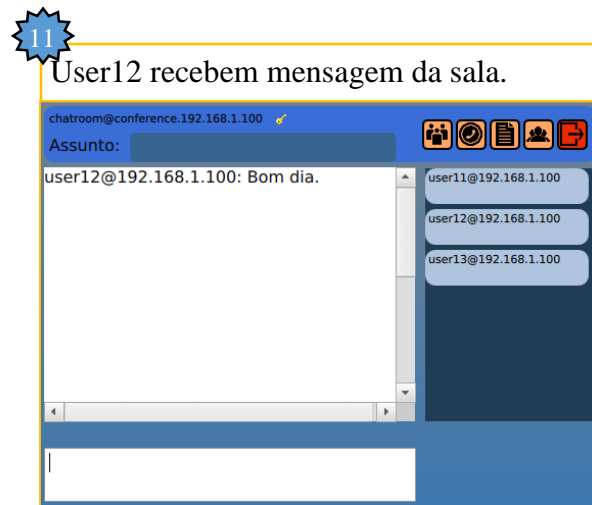 11
User12 recebem mensagem da sala.
chatroom@conference.192.168.1.100
Assunto:
user12@192.168.1.100: Bom dia.
user11@192.168.1.100
user12@192.168.1.100
user13@192.168.1.100